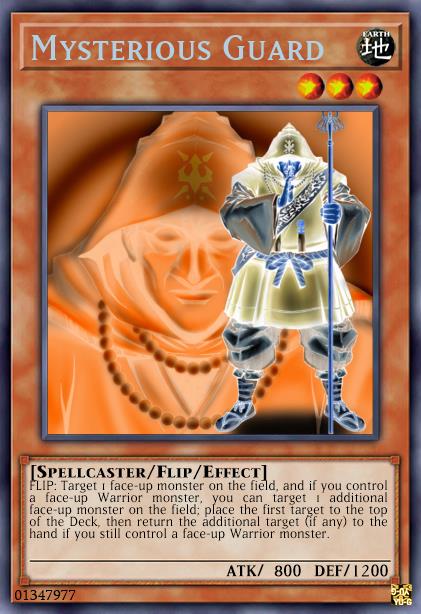 MYSTERIOUS GUARD
EARTH
地
[SPELLCASTER/FLIP/EFFECT]
FLIP: Target 1 face-up monster on the field, and if you control
a face-up Warrior monster, you can target 1 additional
face-up monster on the field; place the first target to the top
of the Deck, then return the additional target (if any) to the
hand if you still control a face-up Warrior monster.
ATK/ 800 DEF/1200
01347977